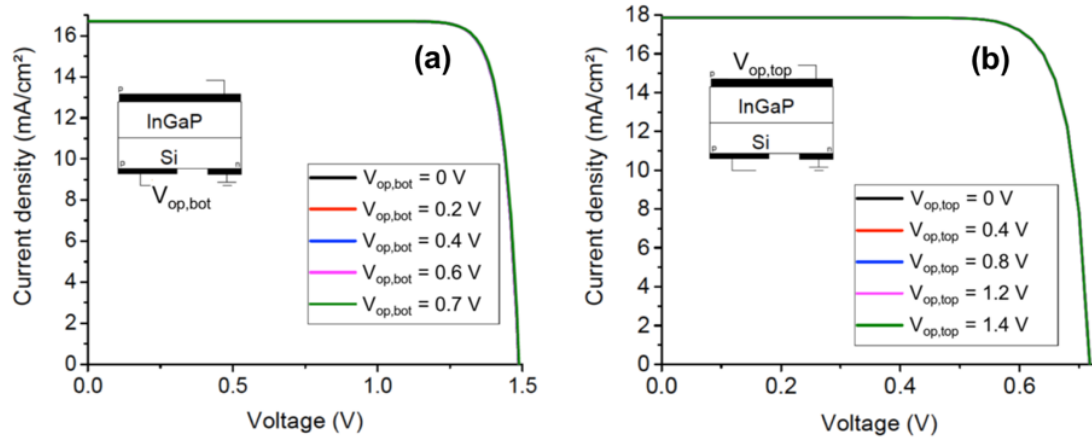 (a)
Current density (mA/cm²)
16
14
12
10
8
6
4
2
0
p
InGaP
Si
p
n
V_op,bot
V_op,bot = 0 V
V_op,bot = 0.2 V
V_op,bot = 0.4 V
V_op,bot = 0.6 V
V_op,bot = 0.7 V
0.0 0.5 1.0 1.5
Voltage (V)
(b)
Current density (mA/cm²)
18
16
14
12
10
8
6
4
2
0
V_op,top
p
InGaP
Si
p
n
V_op,top = 0 V
V_op,top = 0.4 V
V_op,top = 0.8 V
V_op,top = 1.2 V
V_op,top = 1.4 V
0.0 0.2 0.4 0.6
Voltage (V)